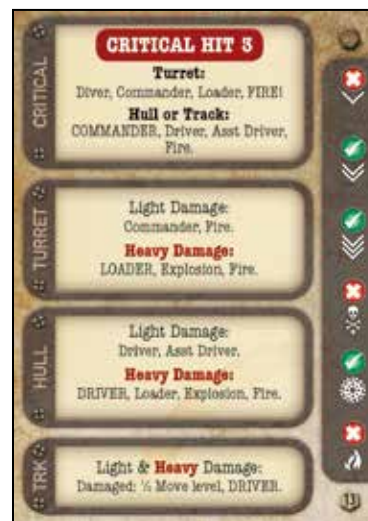 CRITICAL HIT 3
CRITICAL
Turret:
Diver, Commander, Loader, FIRE!
Hull or Track:
COMMANDER, Driver, Asst Driver,
Fire.
TURRET
Light Damage:
Commander, Fire.
Heavy Damage:
LOADER, Explosion, Fire.
HULL
Light Damage:
Driver, Asst Driver.
Heavy Damage:
DRIVER, Loader, Explosion, Fire.
TRK
Light & Heavy Damage:
Damaged: ½ Move level, DRIVER.
13